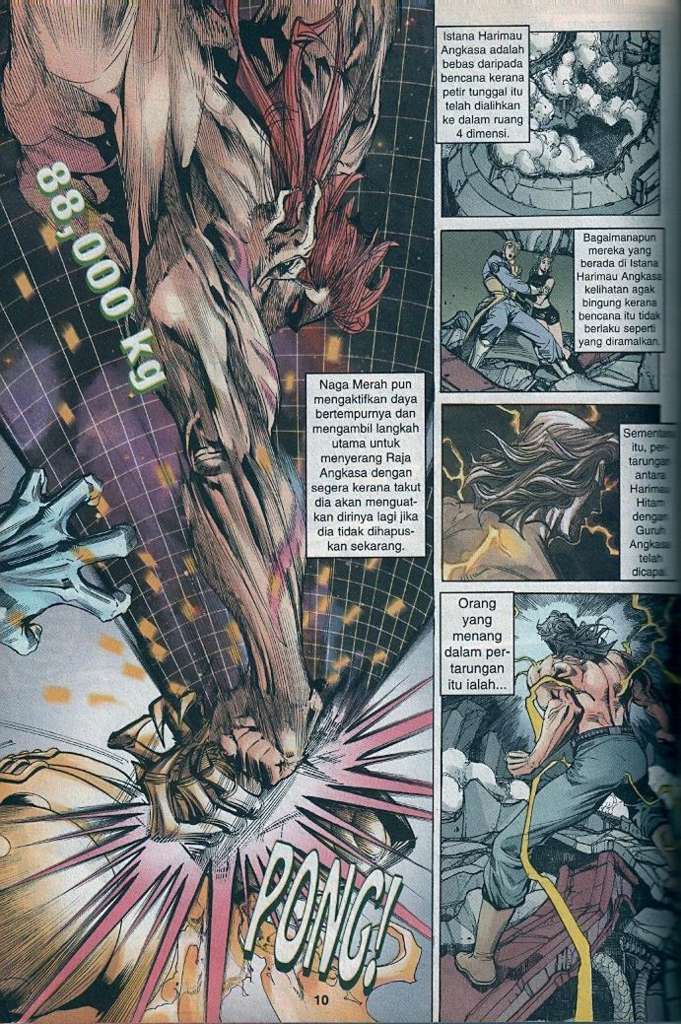 88,000 kg
Naga Merah pun
mengaktifkan daya
bertempurnya dan
mengambil langkah
utama untuk
menyerang Raja
Angkasa dengan
segera kerana takut
dia akan menguat-
kan dirinya lagi jika
dia tidak dihapus-
kan sekarang.
PONG!
Istana Harimau
Angkasa adalah
bebas daripada
bencana kerana
petir tunggal itu
telah dialihkan
ke dalam ruang
4 dimensi.
Bagaimanapun
mereka yang
berada di Istana
Harimau Angkasa
kelihatan agak
bingung kerana
bencana itu tidak
berlaku seperti
yang diramalkan.
Sementara
itu, per-
tarungan
antara
Harimau
Hitam
dengan
Guruh
Angkasa
telah
dicapai.
Orang
yang
menang
dalam per-
tarungan
itu ialah...
10